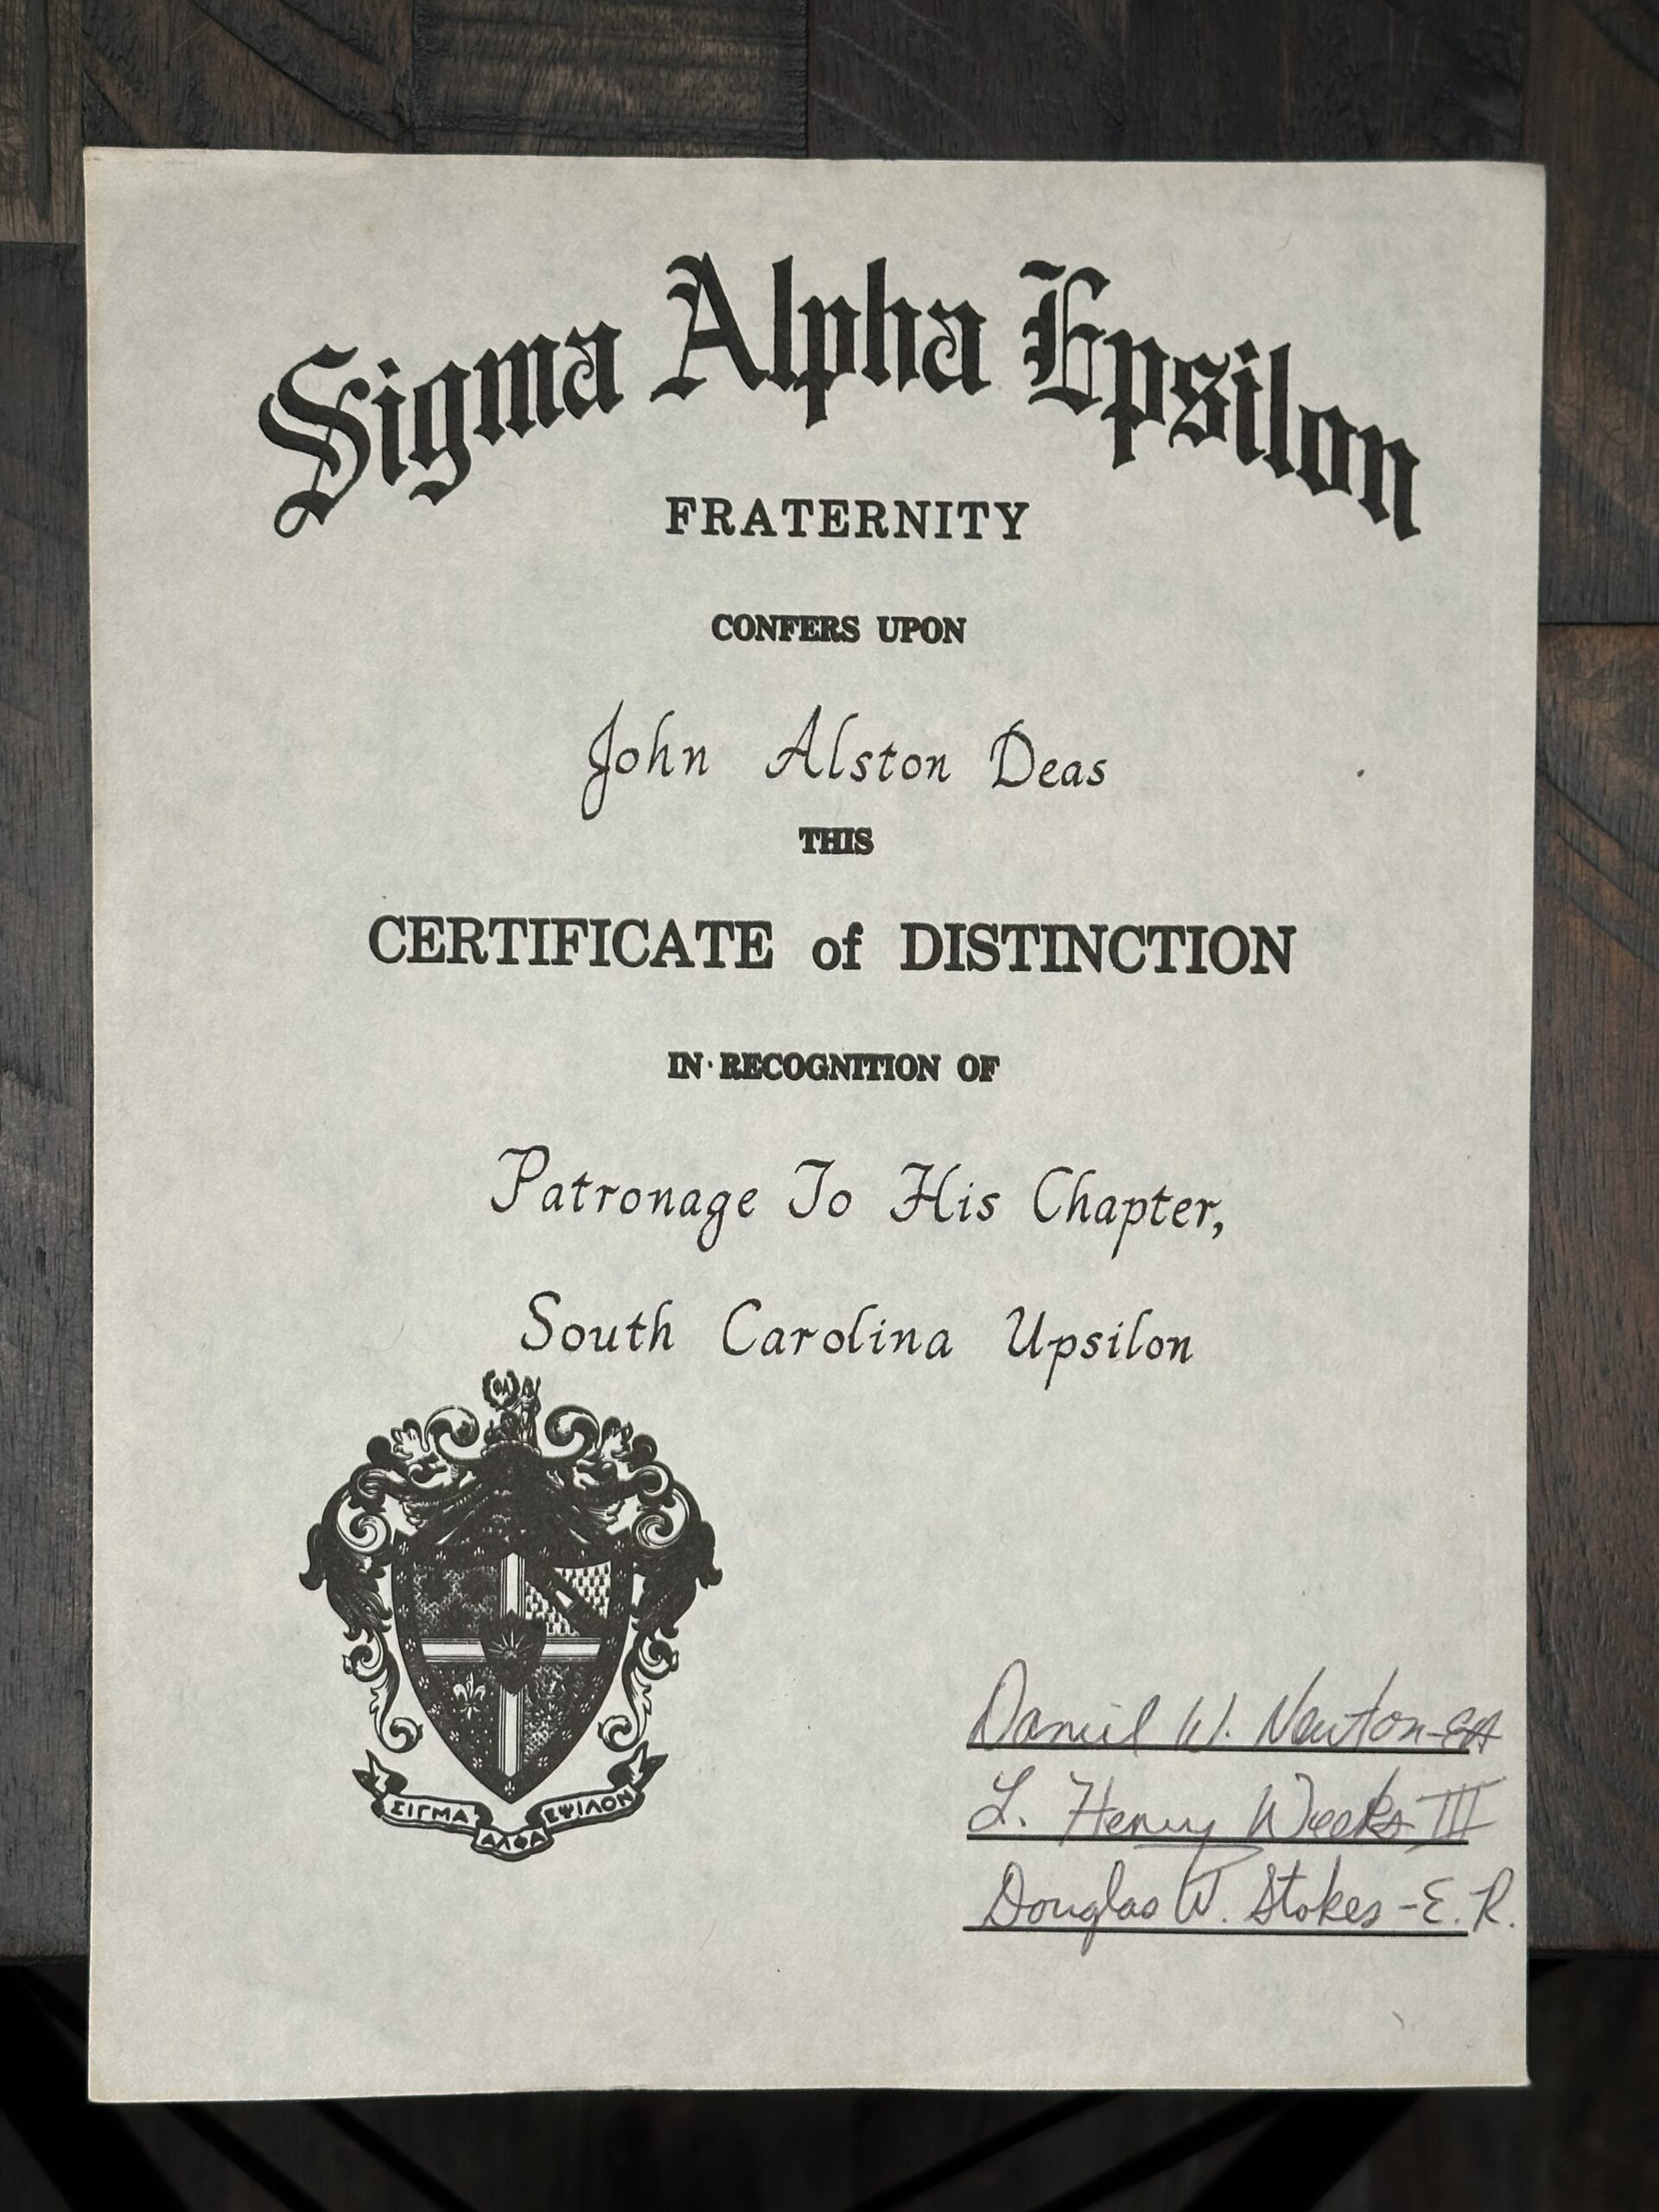 Sigma Alpha Epsilon
FRATERNITY
CONFERS UPON
John Alston Deas
THIS
CERTIFICATE of DISTINCTION
IN RECOGNITION OF
Patronage To His Chapter,
South Carolina Upsilon
ΣΙΓΜΑ ΑΛΦΑ ΕΨΙΛΟΝ
Daniel W. Newton-EA
L. Henry Weeks III
Douglas W. Stokes-E.R.